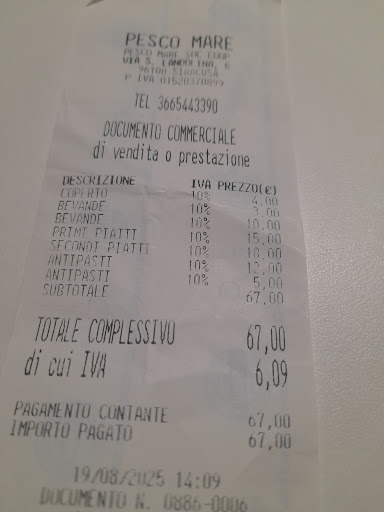 PESCO MARE
PESCO MARE SOC COOP
VIA S. LANDOLINA, 6
96100 SIRACUSA
P IVA 01520370899
TEL 3665443390
DOCUMENTO COMMERCIALE
di vendita o prestazione
DESCRIZIONE IVA PREZZO(€)
COPERTO 10% 4,00
BEVANDE 10% 3,00
BEVANDE 10% 10,00
PRIMI PIATTI 10% 15,00
SECONDI PIATTI 10% 18,00
ANTIPASTI 10% 12,00
ANTIPASTI 10% 5,00
SUBTOTALE 67,00
TOTALE COMPLESSIVO 67,00
di cui IVA 6,09
PAGAMENTO CONTANTE 67,00
IMPORTO PAGATO 67,00
19/08/2025 14:09
DOCUMENTO N. 0886-0006